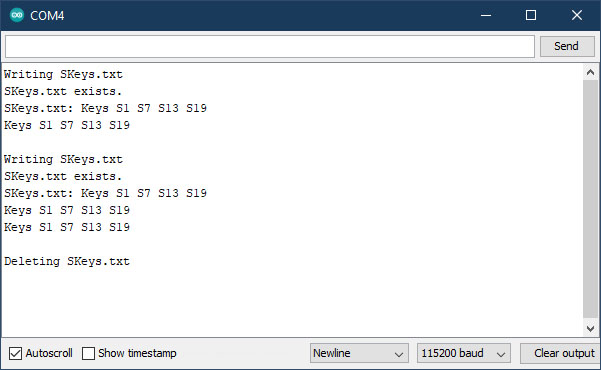 COM4
Send
Writing SKeys.txt
SKeys.txt exists.
SKeys.txt: Keys S1 S7 S13 S19
Keys S1 S7 S13 S19
Writing SKeys.txt
SKeys.txt exists.
SKeys.txt: Keys S1 S7 S13 S19
Keys S1 S7 S13 S19
Keys S1 S7 S13 S19
Deleting SKeys.txt
Autoscroll Show timestamp Newline 115200 baud Clear output